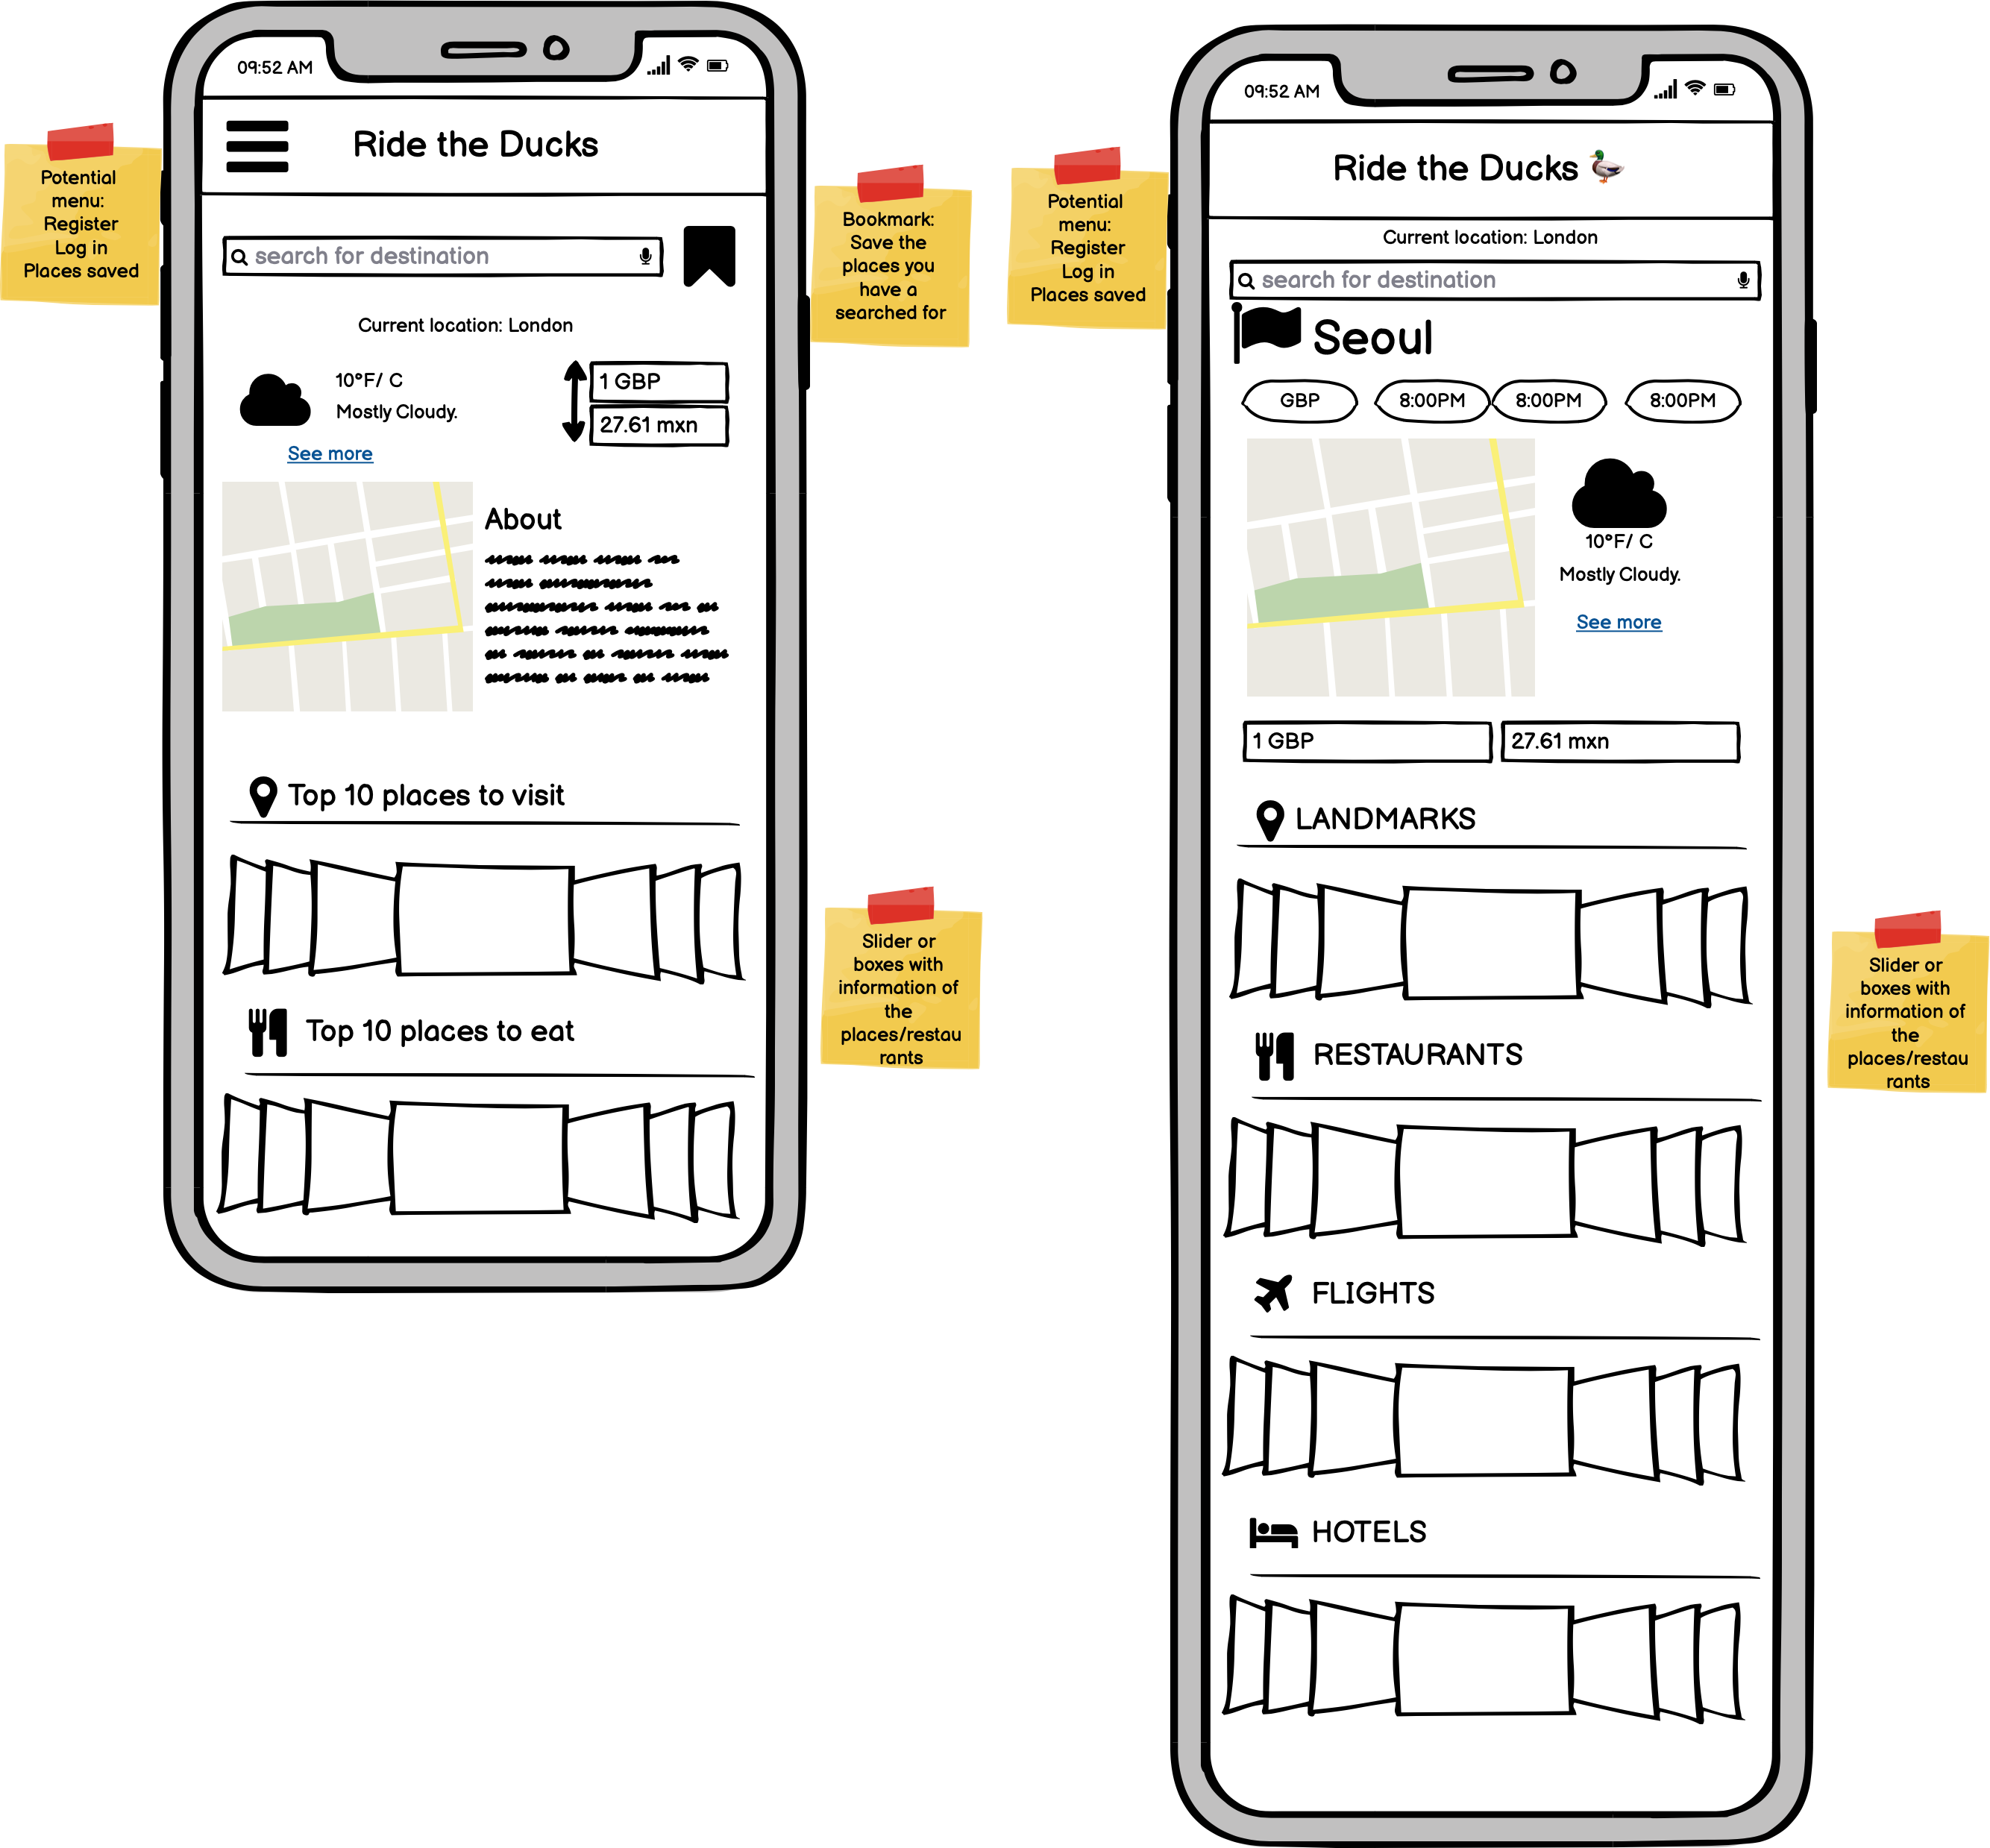 09:52 AM
Ride the Ducks
Potential
menu:
Register
Log in
Places saved
search for destination
Bookmark:
Save the
places you
have a
searched for
Current location: London
10°F/ C
Mostly Cloudy.
See more
1 GBP
27.61 mxn
About
Top 10 places to visit
Slider or
boxes with
information of
the
places/restau
rants
Top 10 places to eat
09:52 AM
Ride the Ducks
Potential
menu:
Register
Log in
Places saved
Current location: London
search for destination
Seoul
GBP
8:00PM
8:00PM
8:00PM
10°F/ C
Mostly Cloudy.
See more
1 GBP
27.61 mxn
LANDMARKS
Slider or
boxes with
information of
the
places/restau
rants
RESTAURANTS
FLIGHTS
HOTELS